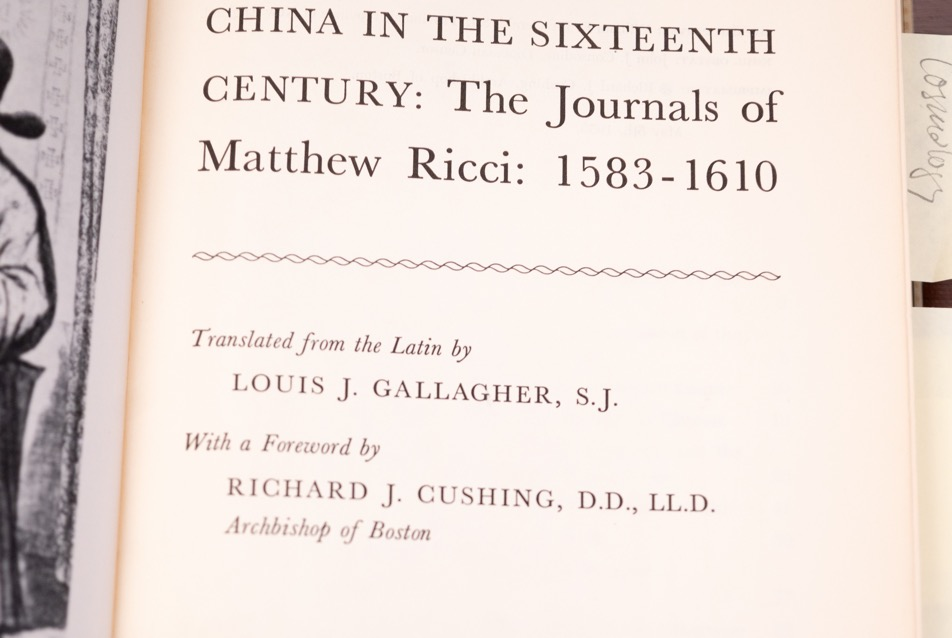 CHINA IN THE SIXTEENTH
CENTURY: The Journals of
Matthew Ricci: 1583-1610
Translated from the Latin by
LOUIS J. GALLAGHER, S.J.
With a Foreword by
RICHARD J. CUSHING, D.D., LL.D.
Archbishop of Boston
Cosmology